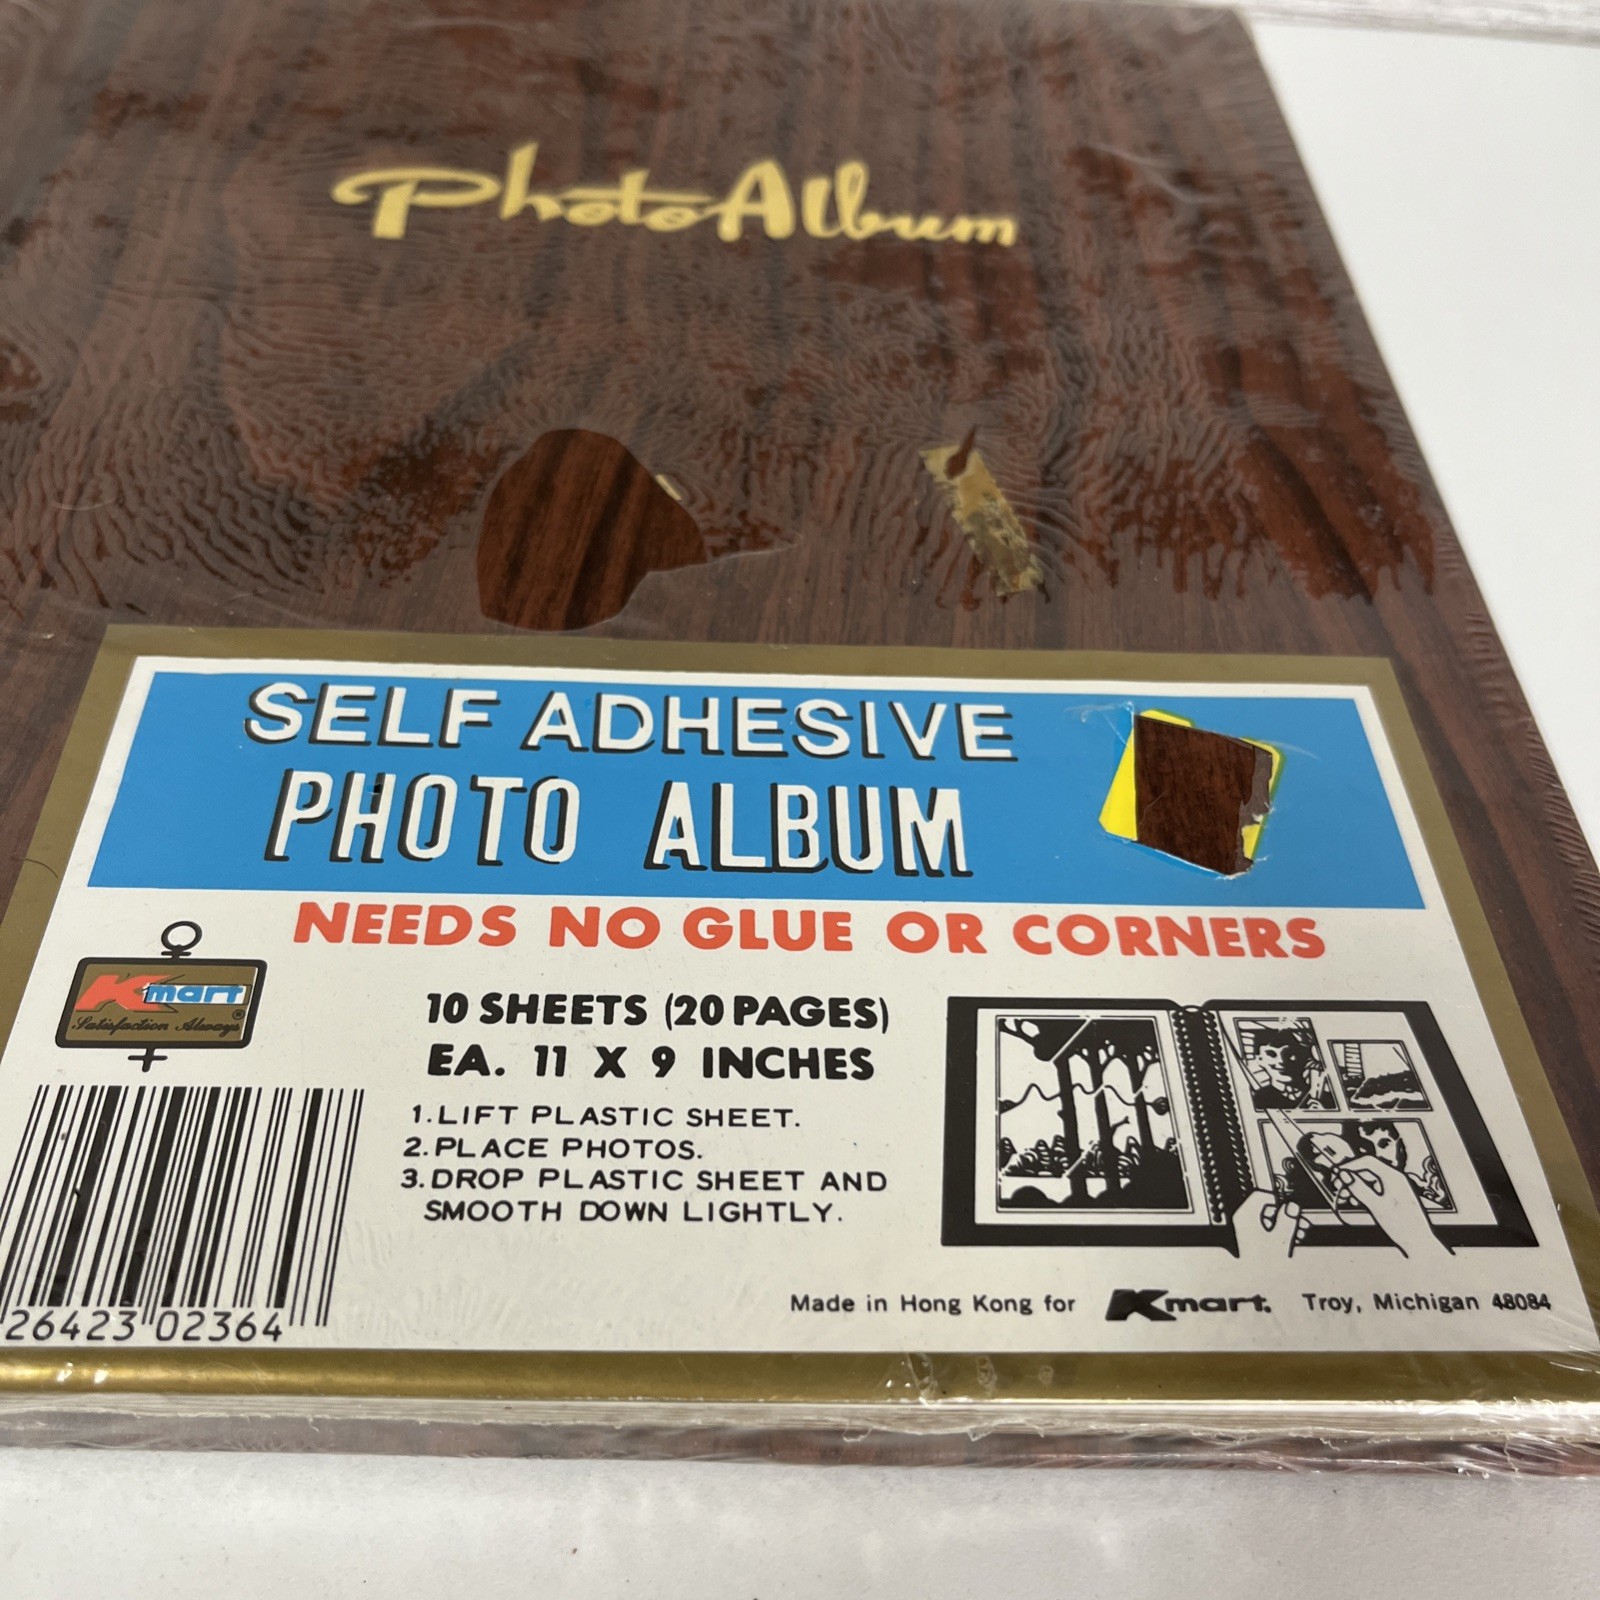 Photo Album
SELF ADHESIVE
PHOTO ALBUM
NEEDS NO GLUE OR CORNERS
Kmart®
Satisfaction Always
10 SHEETS (20 PAGES)
EA. 11 X 9 INCHES
1. LIFT PLASTIC SHEET.
2. PLACE PHOTOS.
3. DROP PLASTIC SHEET AND
SMOOTH DOWN LIGHTLY.
26423 02364
Made in Hong Kong for Kmart. Troy, Michigan 48084